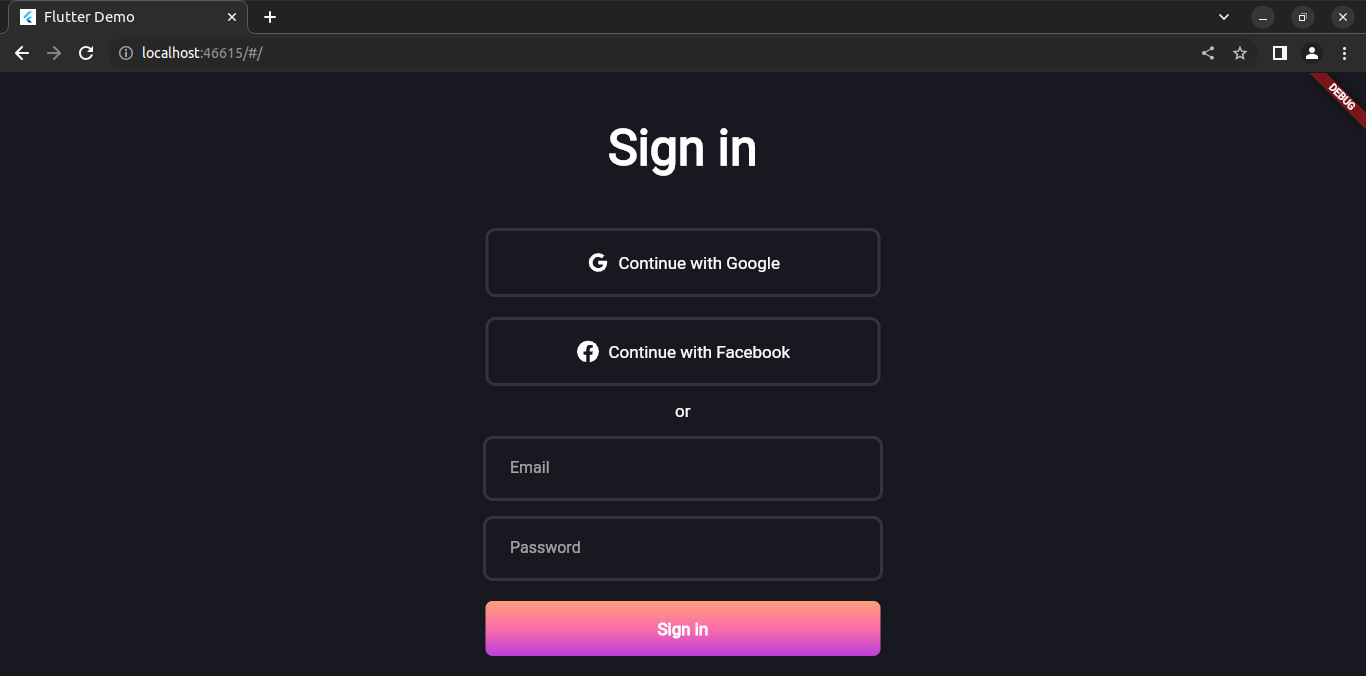 Flutter Demo
localhost:46615/#/
DEBUG
Sign in
Continue with Google
Continue with Facebook
or
Email
Password
Sign in